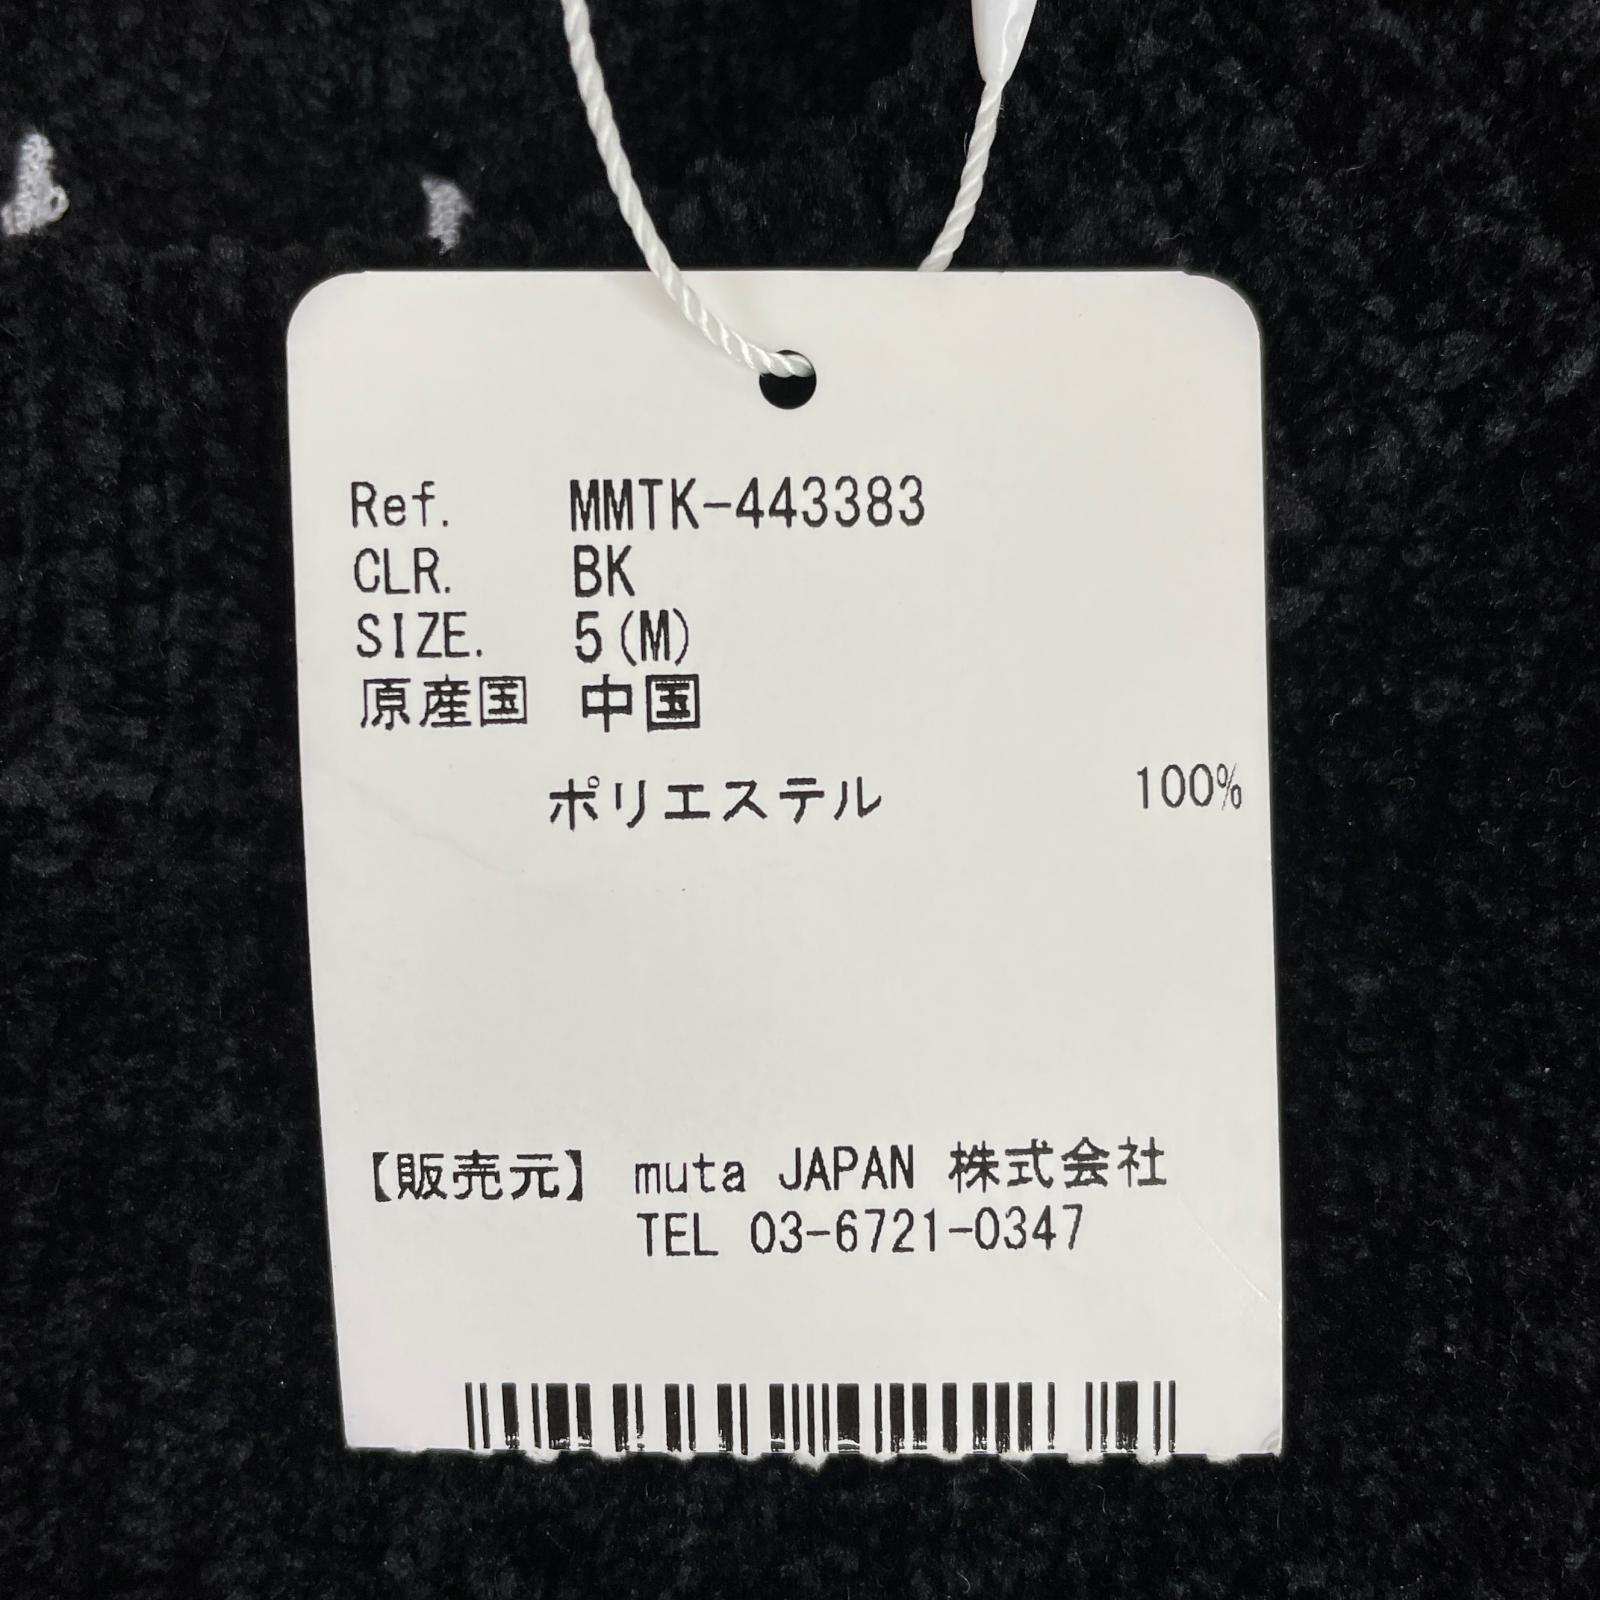 Ref. MMTK-443383
CLR. BK
SIZE. 5(M)
原産国 中国
ポリエステル 100%
【販売元】 muta JAPAN 株式会社
TEL 03-6721-0347